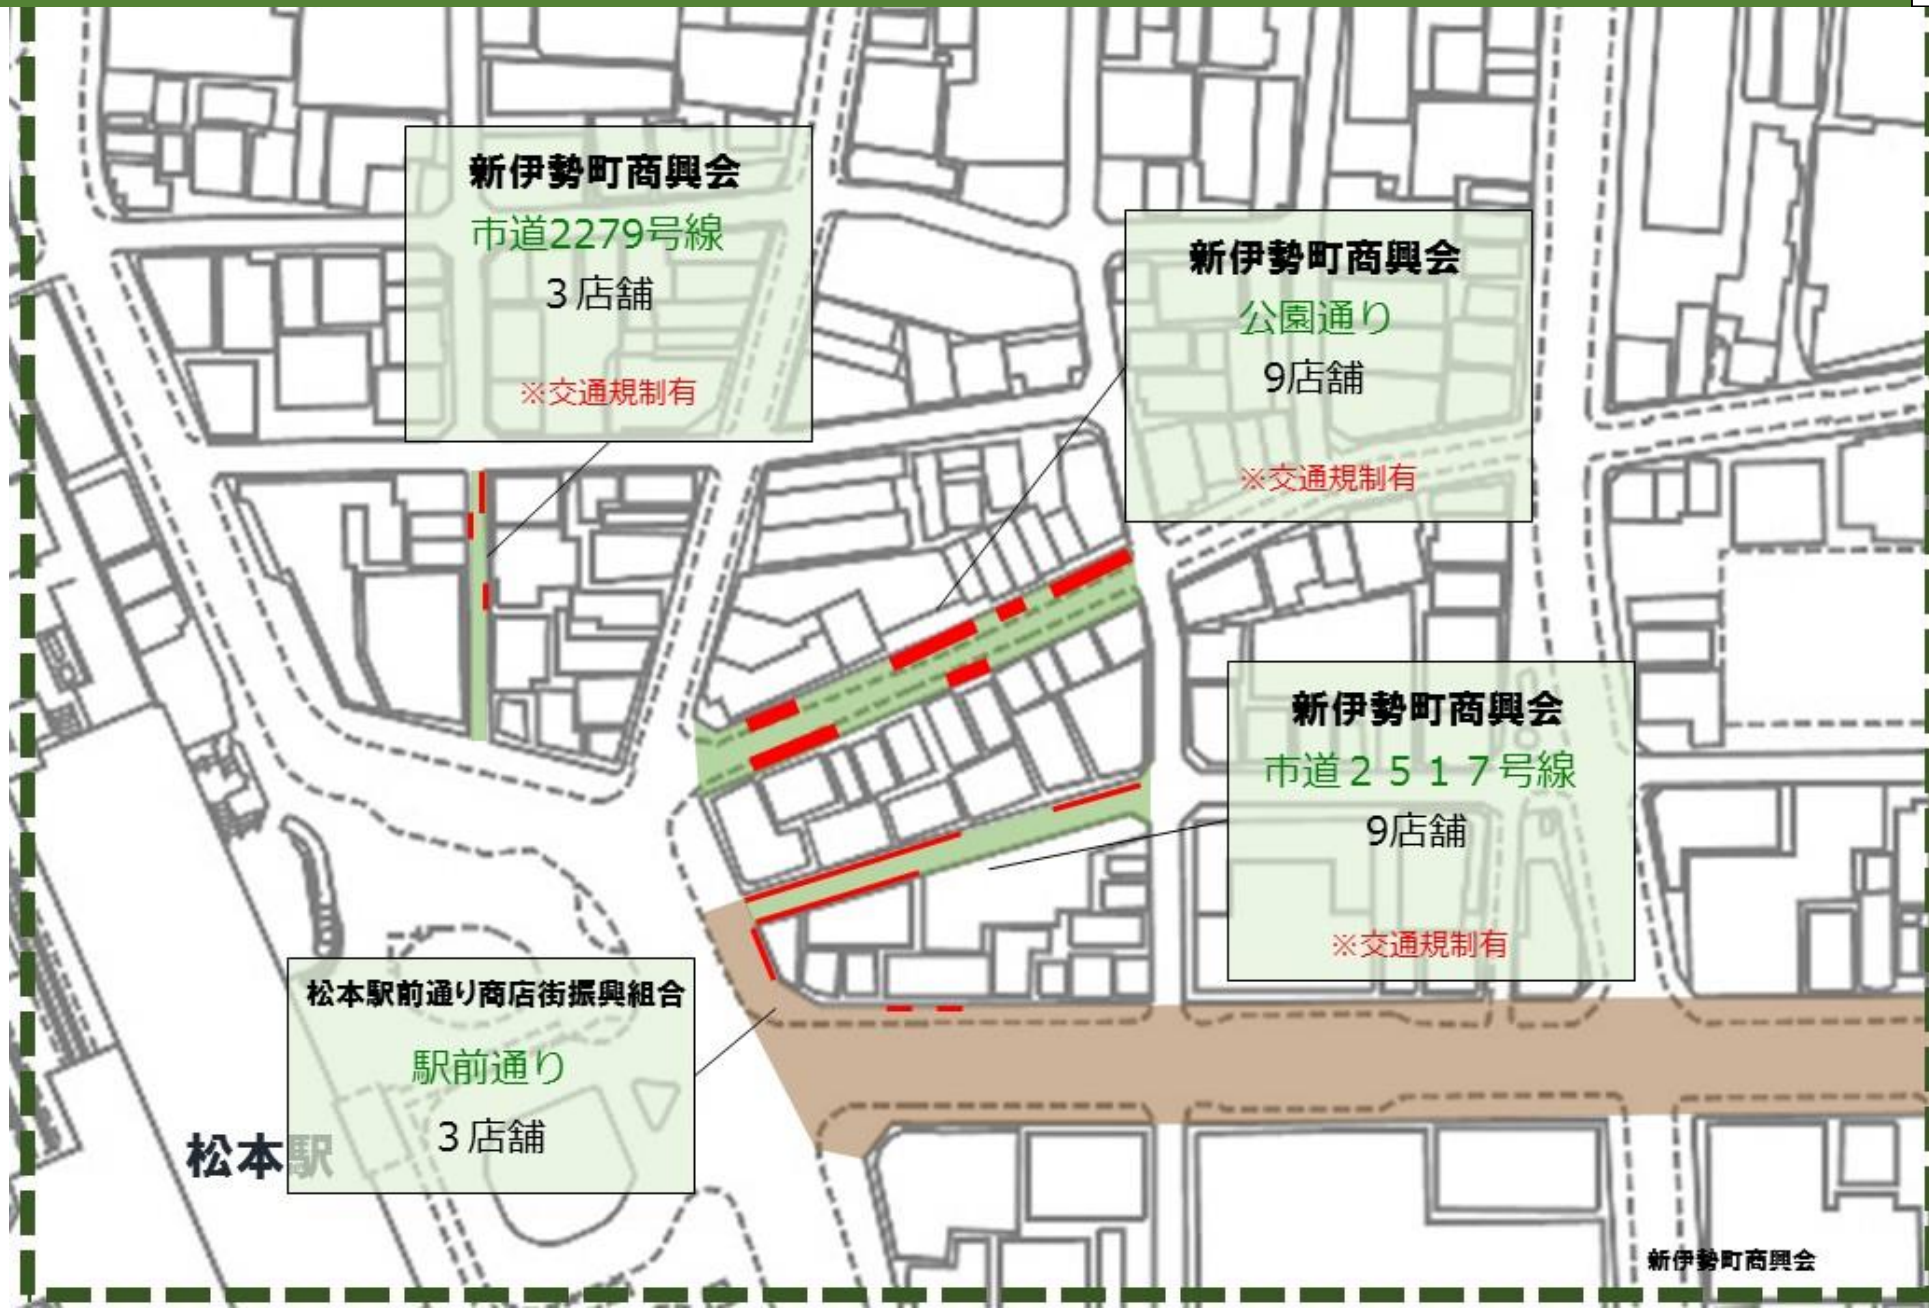 新伊勢町商興会
市道2279号線
3店舗
※交通規制有
新伊勢町商興会
公園通り
9店舗
※交通規制有
新伊勢町商興会
市道2517号線
9店舗
※交通規制有
松本駅前通り商店街振興組合
駅前通り
3店舗
松本駅
新伊勢町商興会